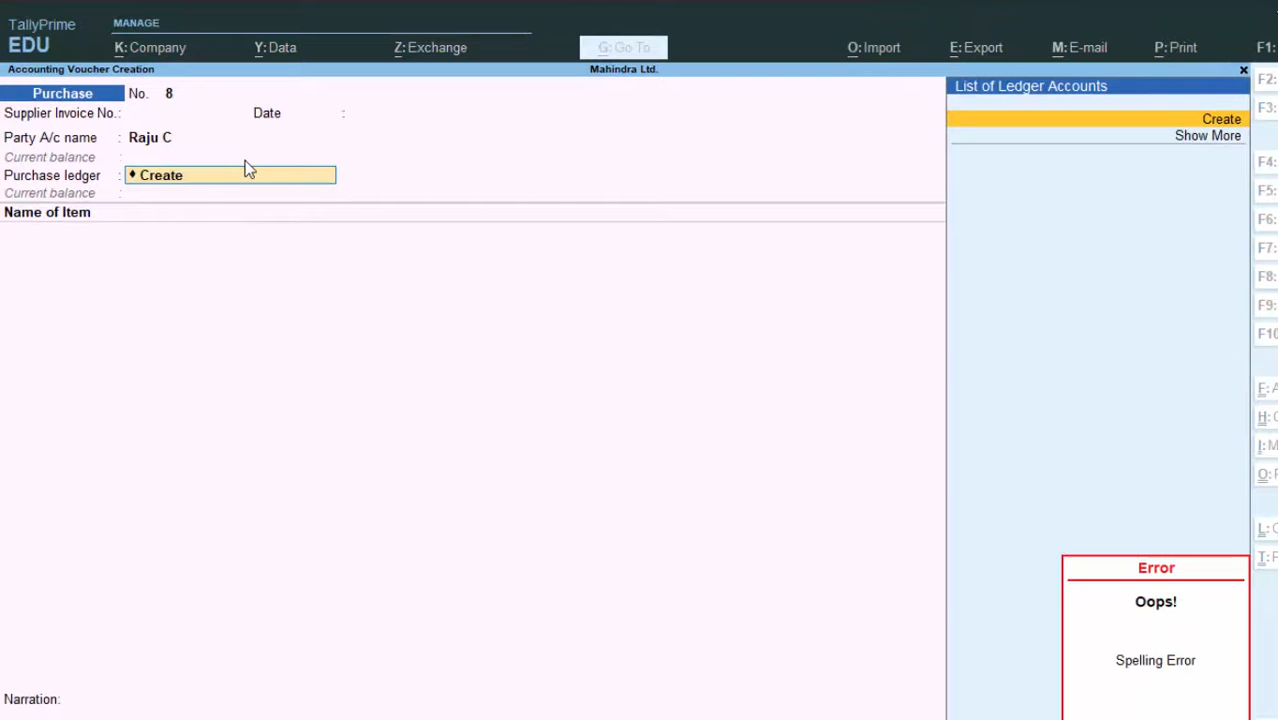 TallyPrime
EDU
MANAGE
K: Company
Y: Data
Z: Exchange
G: Go To
O: Import
E: Export
M: E-mail
P: Print
F1:
Accounting Voucher Creation
Mahindra Ltd.
Purchase No. 8
Supplier Invoice No.: Date :
Party A/c name : Raju C
Current balance :
Purchase ledger : ♦ Create
Current balance :
Name of Item
Narration:
List of Ledger Accounts
Create
Show More
F2:
F3:
F4:
F5:
F6:
F7:
F8:
F9:
F10
F: A
H: C
I: M
O: F
L: C
T: F
Error
Oops!
Spelling Error